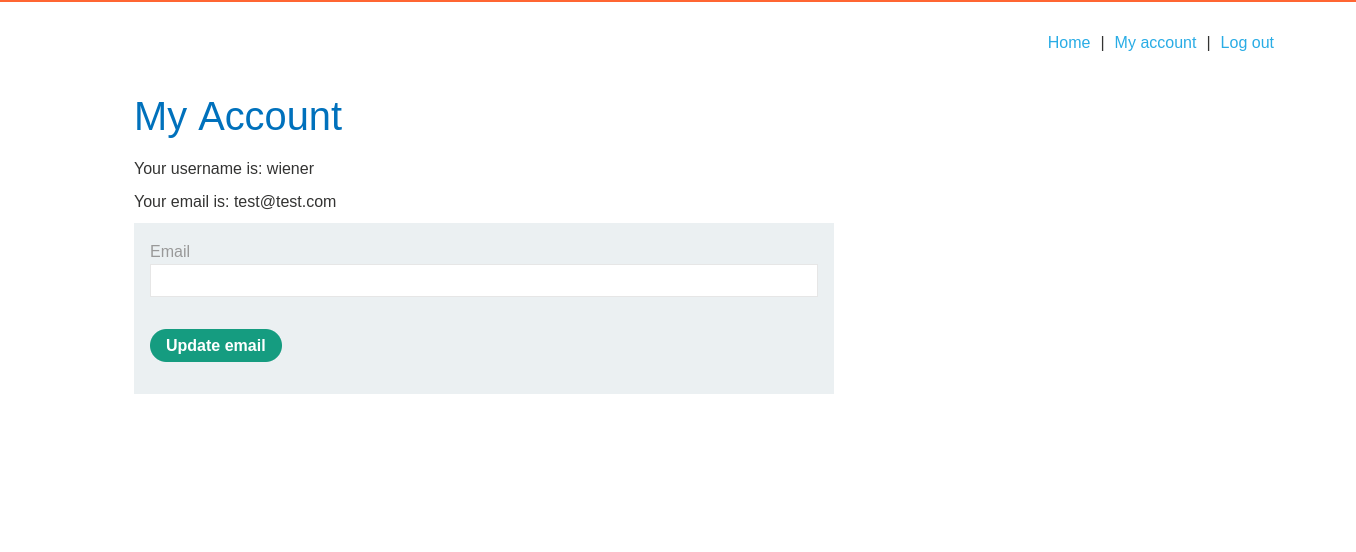 Home | My account | Log out
My Account
Your username is: wiener
Your email is: test@test.com
Email
Update email